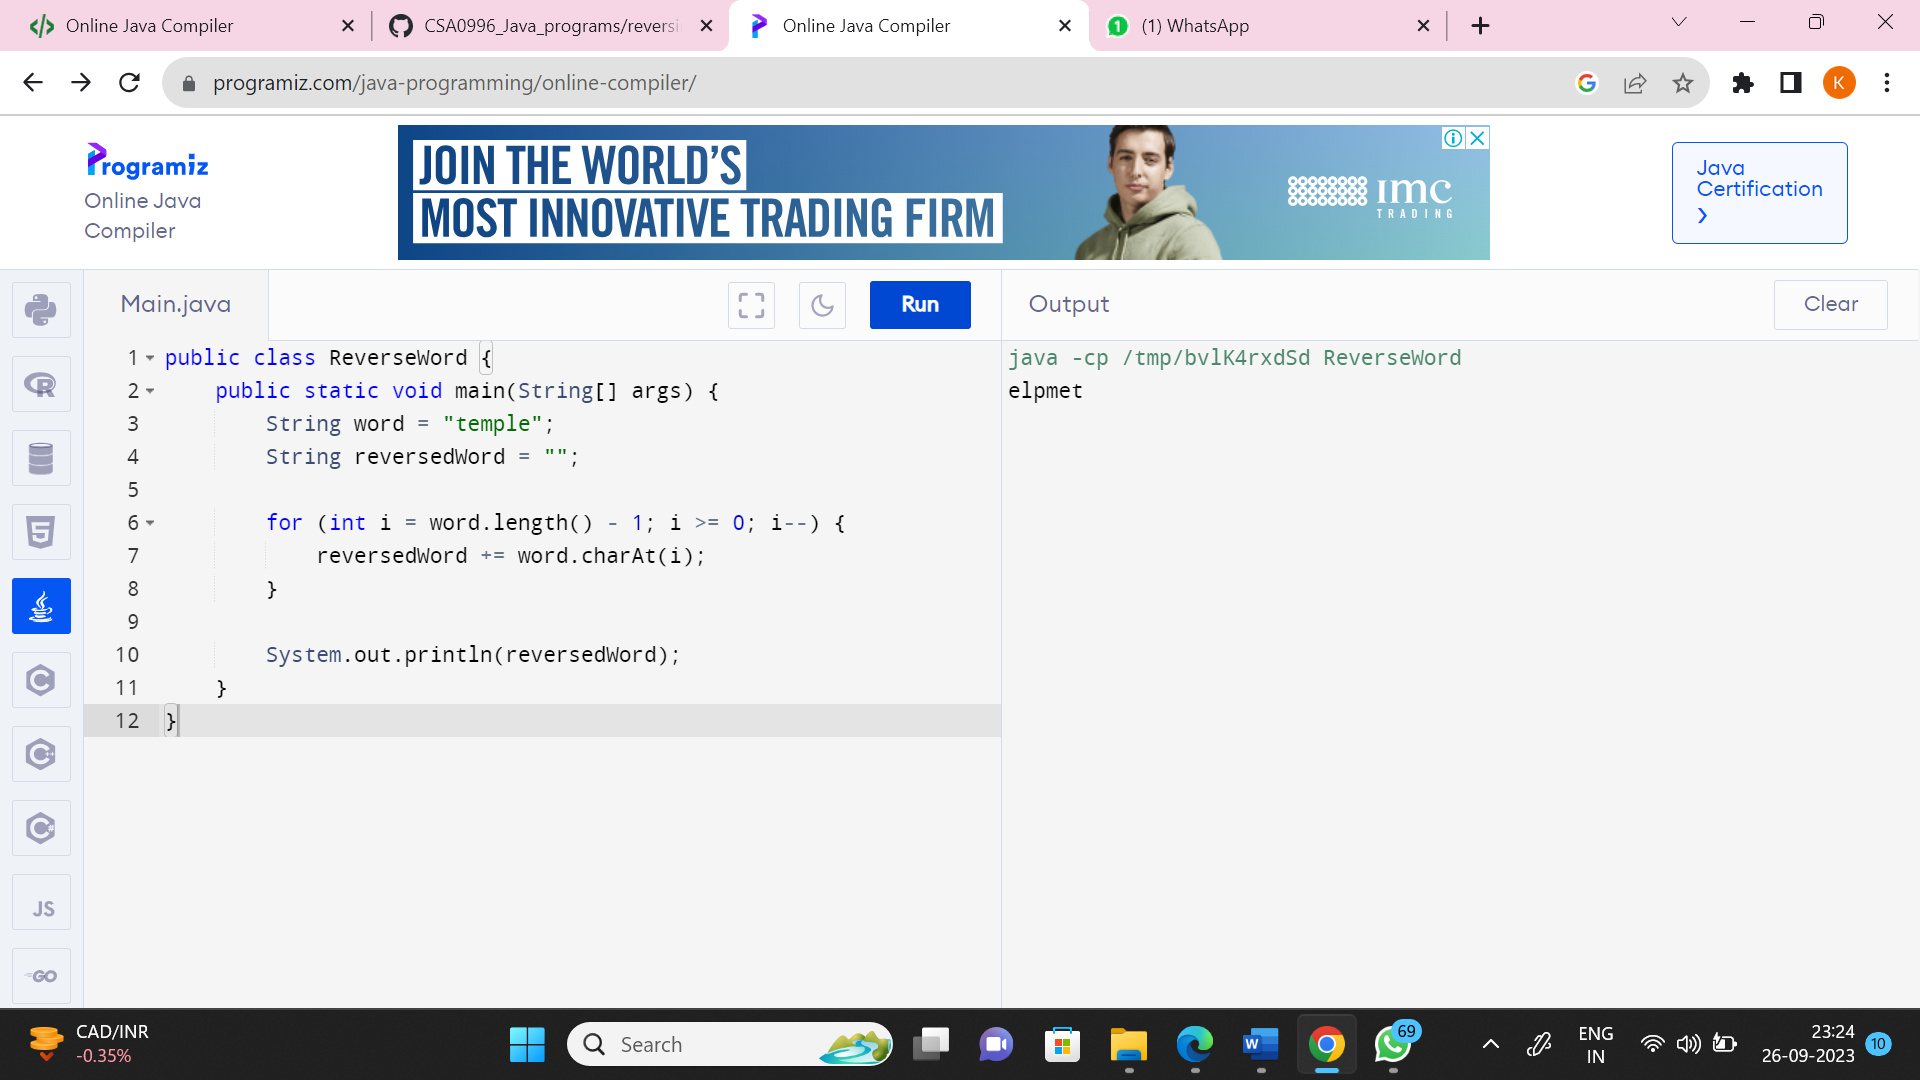 Online Java Compiler
CSA0996_Java_programs/reversi
Online Java Compiler
1
(1) WhatsApp
programiz.com/java-programming/online-compiler/
G
K
Programiz
Online Java
Compiler
JOIN THE WORLD'S
MOST INNOVATIVE TRADING FIRM
imc
TRADING
Java
Certification
Main.java
Run
Output
Clear
1 public class ReverseWord {
2 public static void main(String[] args) {
3 String word = "temple";
4 String reversedWord = "";
5
6 for (int i = word.length() - 1; i >= 0; i--) {
7 reversedWord += word.charAt(i);
8 }
9
10 System.out.println(reversedWord);
11 }
12 }
java -cp /tmp/bvlK4rxdSd ReverseWord
elpmet
R
5
C
C++
C#
JS
GO
CAD/INR
-0.35%
Search
W
69
ENG
IN
23:24
26-09-2023
10